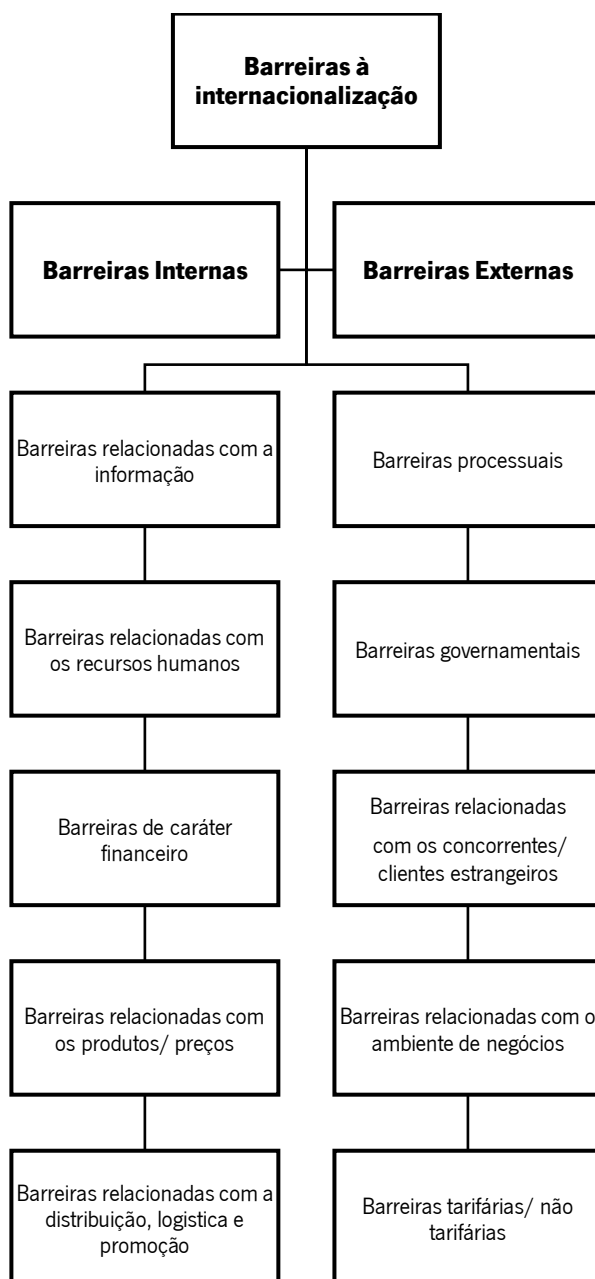 Barreiras à
internacionalização
Barreiras Internas
Barreiras Externas
Barreiras relacionadas com a
informação
Barreiras processuais
Barreiras relacionadas com
os recursos humanos
Barreiras governamentais
Barreiras de caráter
financeiro
Barreiras relacionadas
com os concorrentes/
clientes estrangeiros
Barreiras relacionadas com
os produtos/ preços
Barreiras relacionadas com o
ambiente de negócios
Barreiras relacionadas com a
distribuição, logistica e
promoção
Barreiras tarifárias/ não
tarifárias